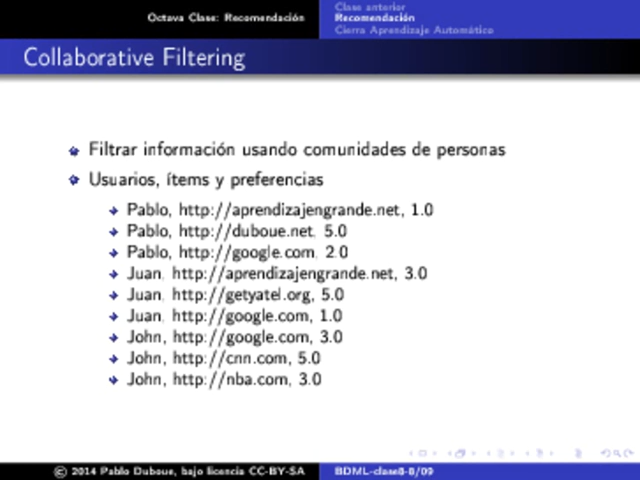 Octava Clase: Recomendación
Clase anterior
Recomendación
Cierra Aprendizaje Automático
Collaborative Filtering
Filtrar información usando comunidades de personas
Usuarios, ítems y preferencias
Pablo, http://aprendizajengrande.net, 1.0
Pablo, http://duboue.net, 5.0
Pablo, http://google.com, 2.0
Juan, http://aprendizajengrande.net, 3.0
Juan, http://getyatel.org, 5.0
Juan, http://google.com, 1.0
John, http://google.com, 3.0
John, http://cnn.com, 5.0
John, http://nba.com, 3.0
© 2014 Pablo Duboue, bajo licencia CC-BY-SA
BDML-clase8-8/09